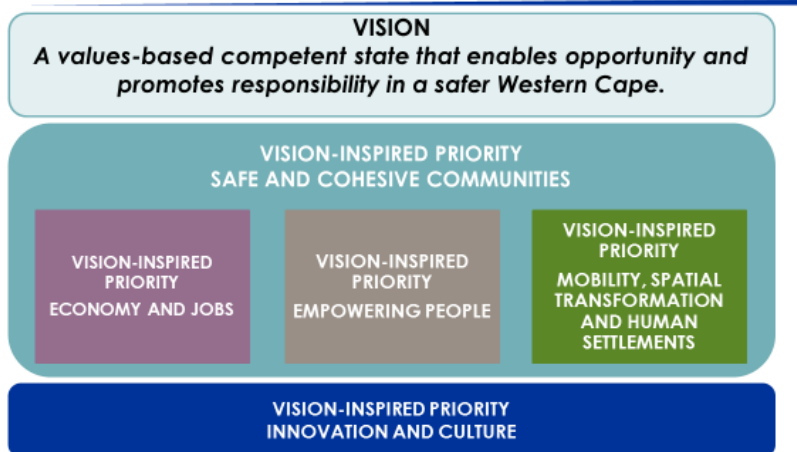 VISION
A values-based competent state that enables opportunity and
promotes responsibility in a safer Western Cape.
VISION-INSPIRED PRIORITY
SAFE AND COHESIVE COMMUNITIES
VISION-INSPIRED
PRIORITY
ECONOMY AND JOBS
VISION-INSPIRED
PRIORITY
EMPOWERING PEOPLE
VISION-INSPIRED
PRIORITY
MOBILITY, SPATIAL
TRANSFORMATION
AND HUMAN
SETTLEMENTS
VISION-INSPIRED PRIORITY
INNOVATION AND CULTURE